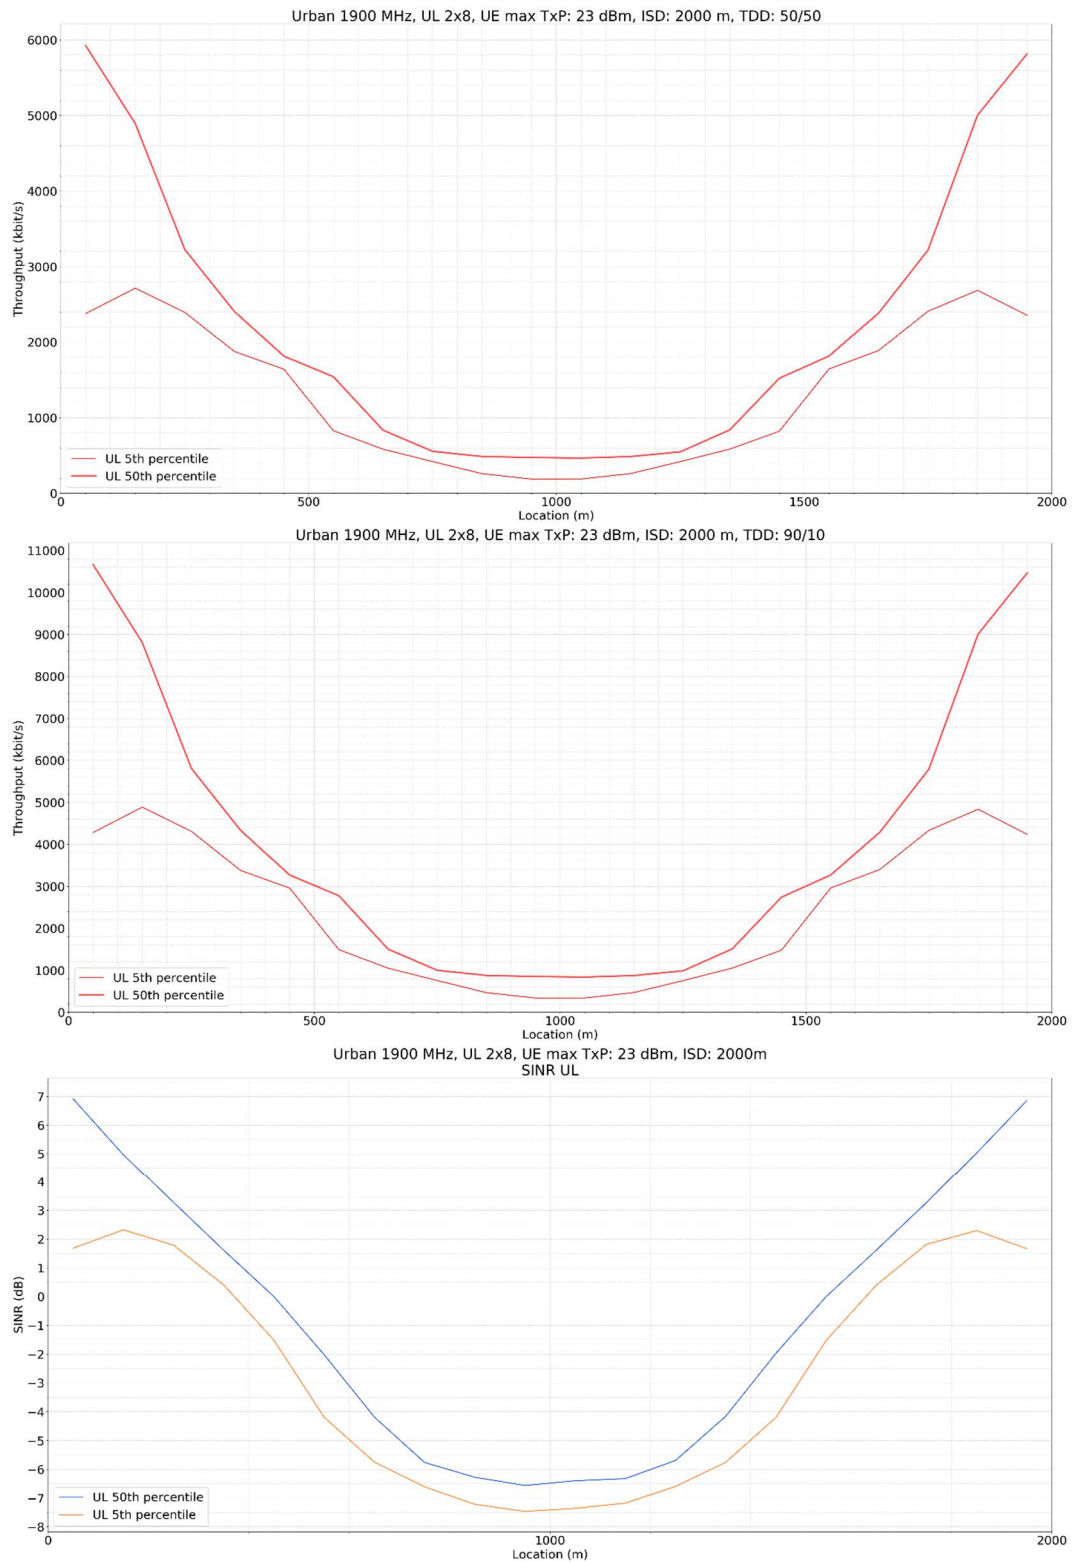 Urban 1900 MHz, UL 2x8, UE max TxP: 23 dBm, ISD: 2000 m, TDD: 50/50
6000
5000
4000
3000
2000
1000
0
Throughput (kbit/s)
UL 5th percentile
UL 50th percentile
0 500 1000 1500 2000
Location (m)
Urban 1900 MHz, UL 2x8, UE max TxP: 23 dBm, ISD: 2000 m, TDD: 90/10
11000
10000
9000
8000
7000
6000
5000
4000
3000
2000
1000
0
Throughput (kbit/s)
UL 5th percentile
UL 50th percentile
0 500 1000 1500 2000
Location (m)
Urban 1900 MHz, UL 2x8, UE max TxP: 23 dBm, ISD: 2000m
SINR UL
7
6
5
4
3
2
1
0
−1
−2
−3
−4
−5
−6
−7
−8
SINR (dB)
UL 50th percentile
UL 5th percentile
0 1000 2000
Location (m)